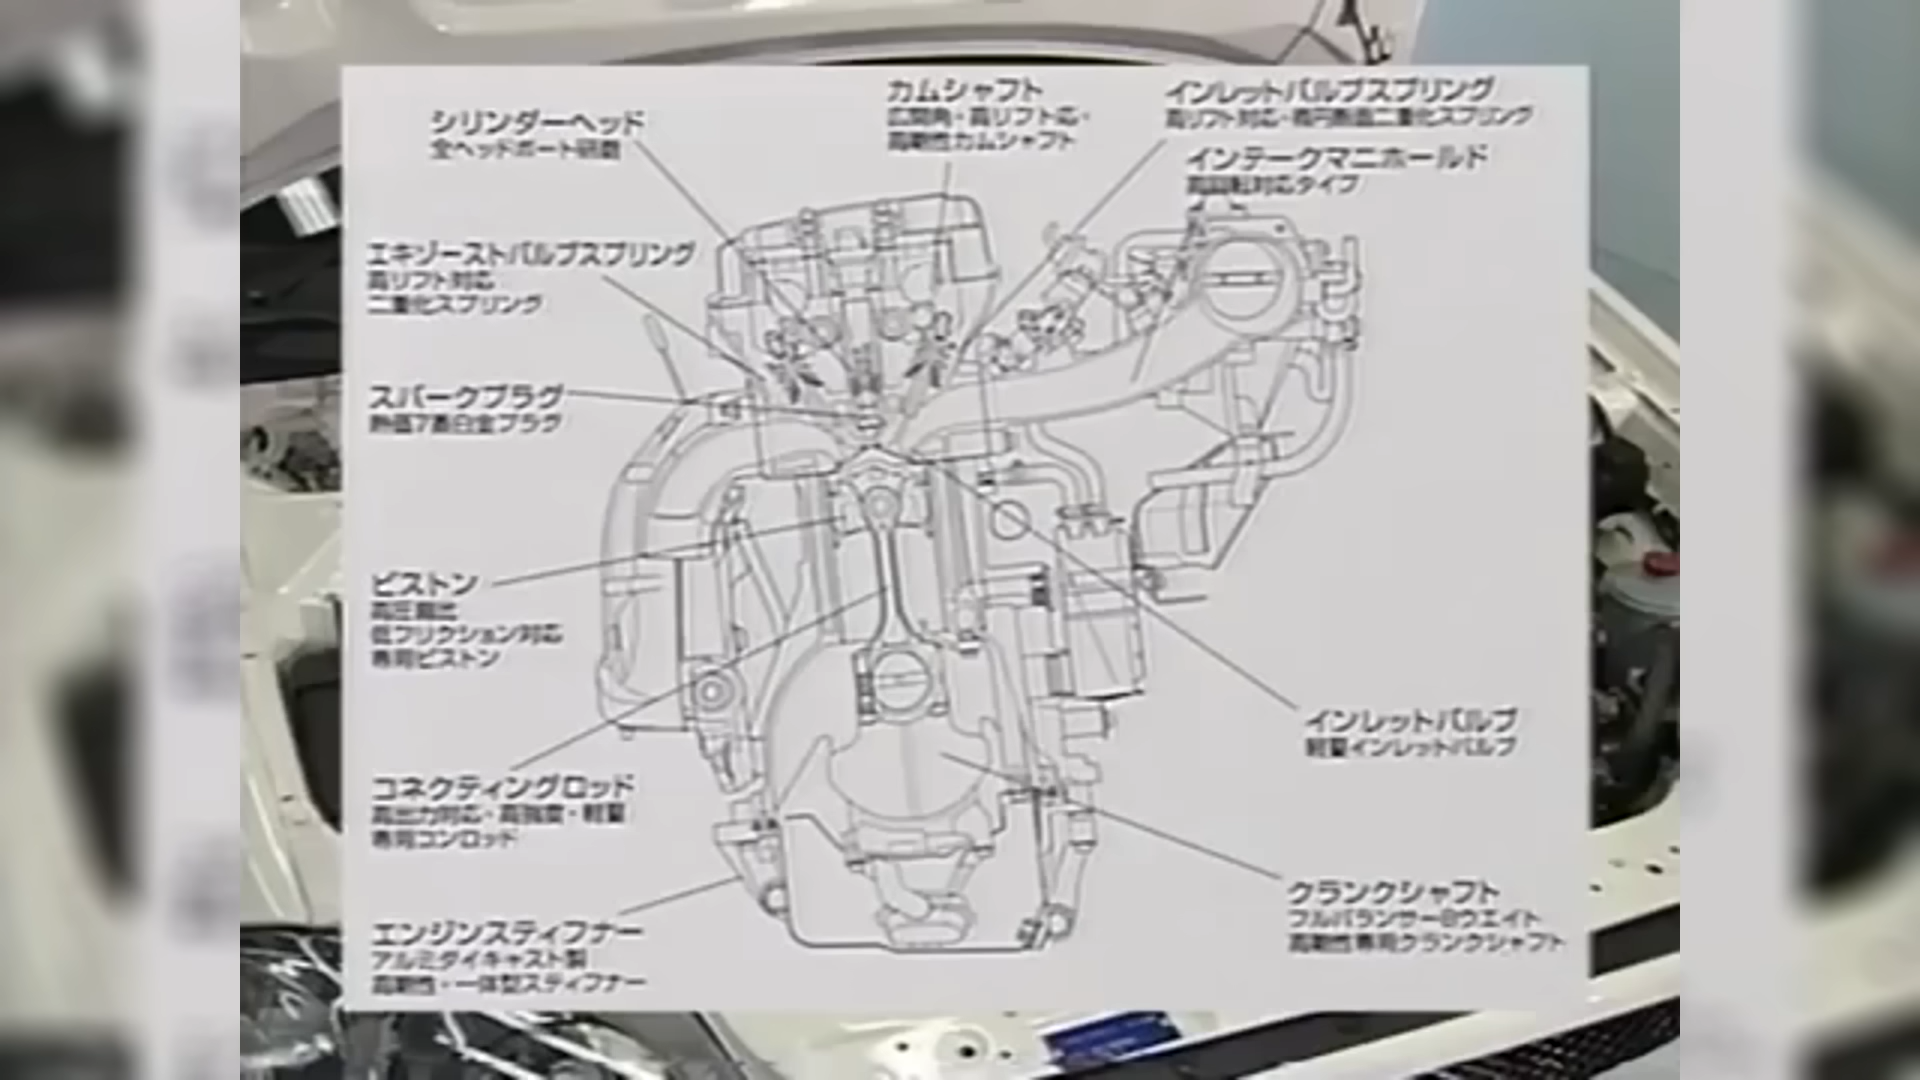 シリンダーヘッド
全ヘッドポート研磨
カムシャフト
広開角・高リフト応・
高剛性カムシャフト
インレットバルブスプリング
高リフト対応・楕円断面二重化スプリング
インテークマニホールド
高回転対応タイプ
エキゾーストバルブスプリング
高リフト対応
二重化スプリング
スパークプラグ
熱価7番白金プラグ
ピストン
高圧縮比
低フリクション対応
専用ピストン
コネクティングロッド
高出力対応・高強度・軽量
専用コンロッド
エンジンスティフナー
アルミダイキャスト製
高剛性・一体型スティフナー
インレットバルブ
軽量インレットバルブ
クランクシャフト
フルバランサー8ウエイト
高剛性専用クランクシャフト